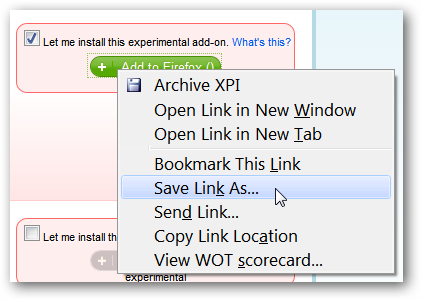 Let me install this experimental add-on. What's this?
Add to Firefox ()
Archive XPI
Open Link in New Window
Open Link in New Tab
Bookmark This Link
Save Link As...
Send Link...
Copy Link Location
View WOT scorecard...
Let me install th
experimental